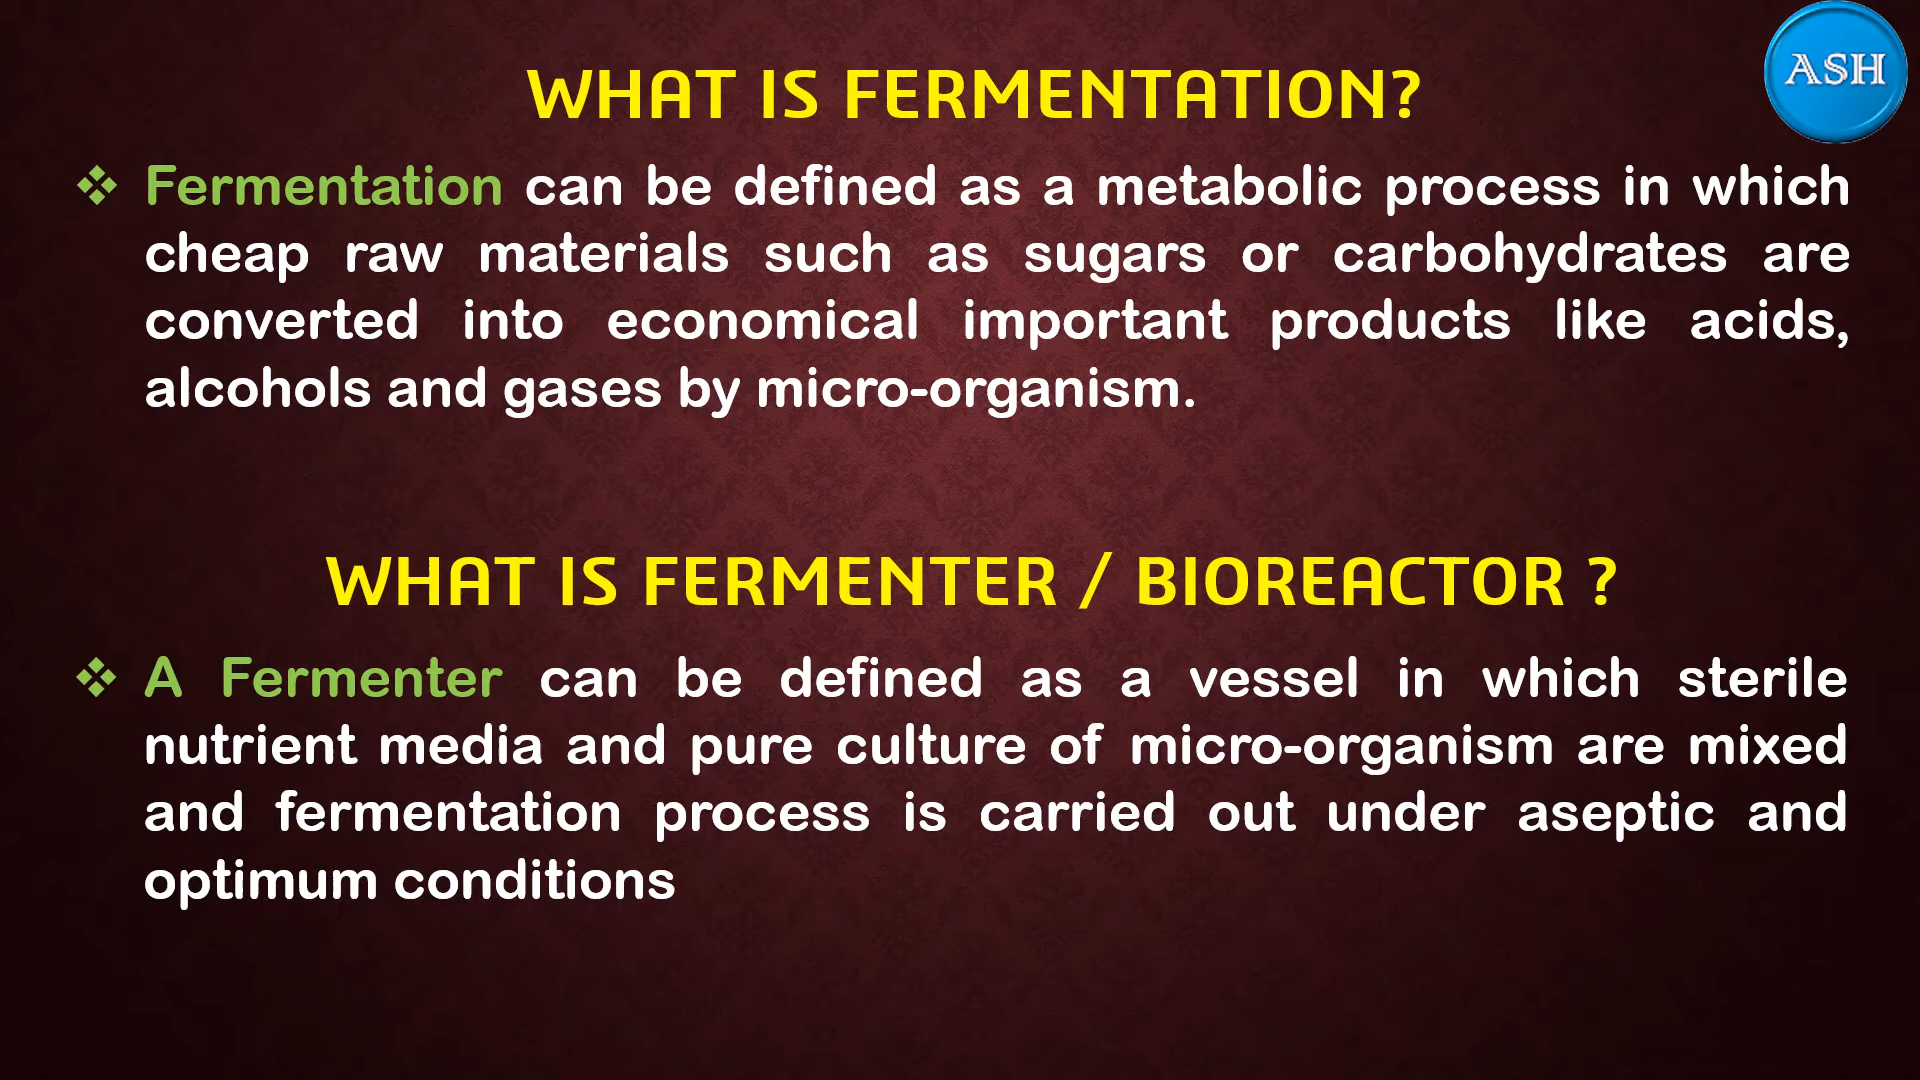 ASH
WHAT IS FERMENTATION?
❖ Fermentation can be defined as a metabolic process in which
cheap raw materials such as sugars or carbohydrates are
converted into economical important products like acids,
alcohols and gases by micro-organism.
WHAT IS FERMENTER / BIOREACTOR ?
❖ A Fermenter can be defined as a vessel in which sterile
nutrient media and pure culture of micro-organism are mixed
and fermentation process is carried out under aseptic and
optimum conditions